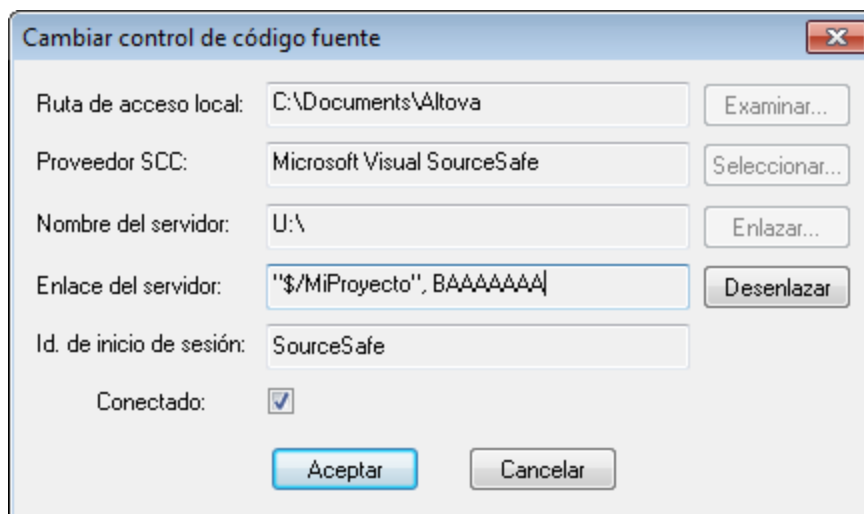 Cambiar control de código fuente
Ruta de acceso local: C:\Documents\Altova Examinar...
Proveedor SCC: Microsoft Visual SourceSafe Seleccionar...
Nombre del servidor: U:\ Enlazar...
Enlace del servidor: "$/MiProyecto", BAAAAAAA Desenlazar
Id. de inicio de sesión: SourceSafe
Conectado:
Aceptar Cancelar